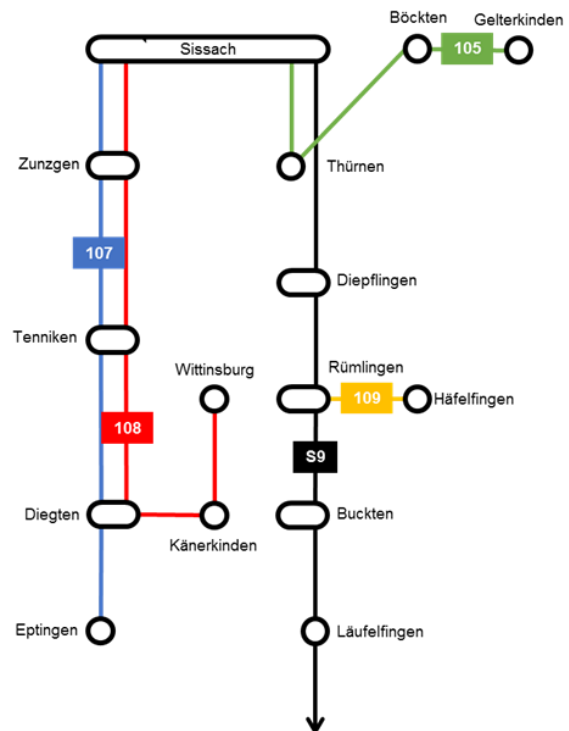 Böckten
Gelterkinden
Sissach
105
Zunzgen
Thürnen
107
Diepflingen
Tenniken
Wittinsburg
Rümlingen
109
Häfelfingen
108
S9
Diegten
Känerkinden
Buckten
Eptingen
Läufelfingen